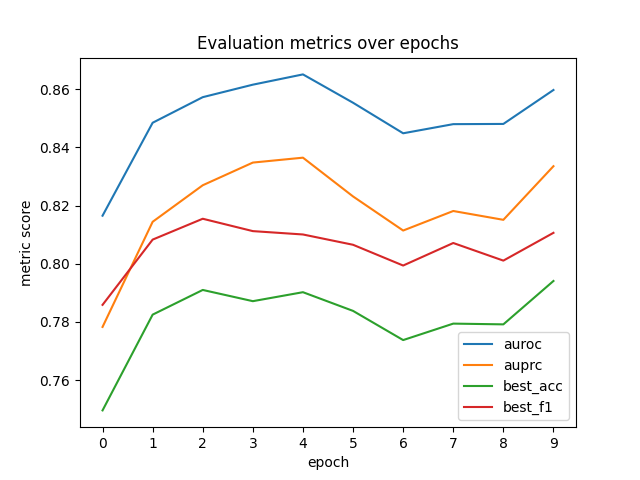 Evaluation metrics over epochs
metric score
0.86
0.84
0.82
0.80
0.78
0.76
0 1 2 3 4 5 6 7 8 9
epoch
auroc
auprc
best_acc
best_f1